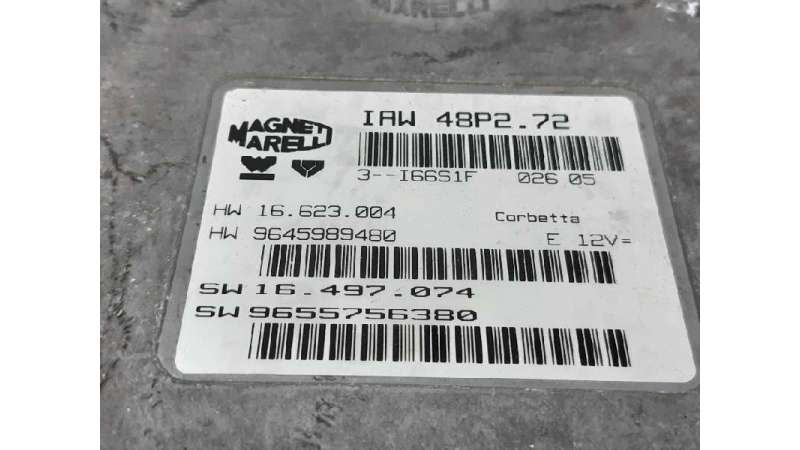 MARELLI
MAGNETI
MARELLI
IAW 48P2.72
3--I66S1F 026 05
HW 16.623.004 Corbetta
HW 9645989480 E 12V=
SW 16.497.074
SW 9655756380